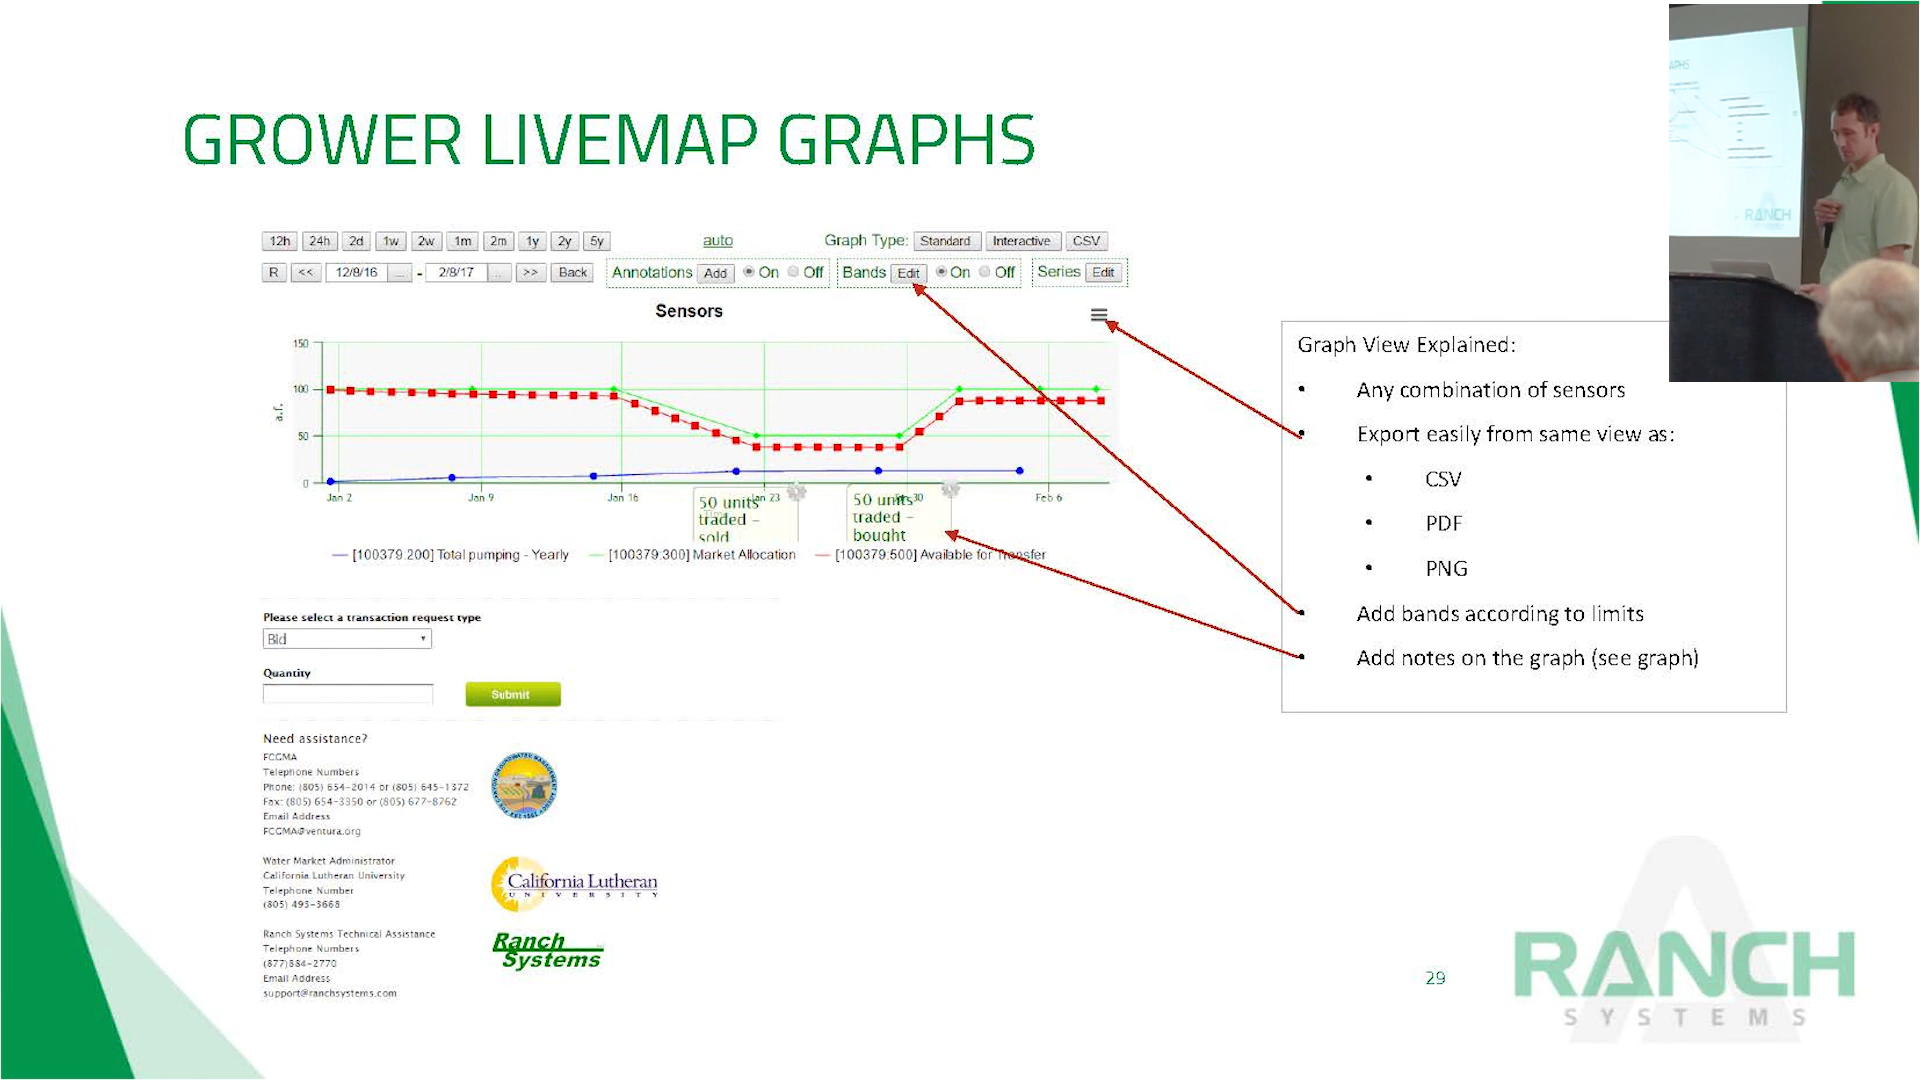 GROWER LIVEMAP GRAPHS
12h 24h 2d 1w 2w 1m 2m 1y 2y 5y auto Graph Type: Standard Interactive CSV
R << 12/8/16 ... - 2/8/17 ... >> Back Annotations Add On Off Bands Edit On Off Series Edit
Sensors
150
100
50
0
a.f.
Jan 2 Jan 9 Jan 16 Jan 23 Jan 30 Feb 6
50 units
traded -
sold
50 units
traded -
bought
[100379.200] Total pumping - Yearly [100379.300] Market Allocation [100379.500] Available for Transfer
Graph View Explained:
• Any combination of sensors
• Export easily from same view as:
• CSV
• PDF
• PNG
• Add bands according to limits
• Add notes on the graph (see graph)
Please select a transaction request type
Bid
Quantity
Submit
Need assistance?
FCGMA
Telephone Numbers
Phone: (805) 654-2014 or (805) 645-1372
Fax: (805) 654-3350 or (805) 677-8762
Email Address
FCGMA@ventura.org
Water Market Administrator
California Lutheran University
Telephone Number
(805) 493-3668
California Lutheran
UNIVERSITY
Ranch Systems Technical Assistance
Telephone Numbers
(877)884-2770
Email Address
support@ranchsystems.com
Ranch
Systems
29
RANCH
SYSTEMS
RANCH